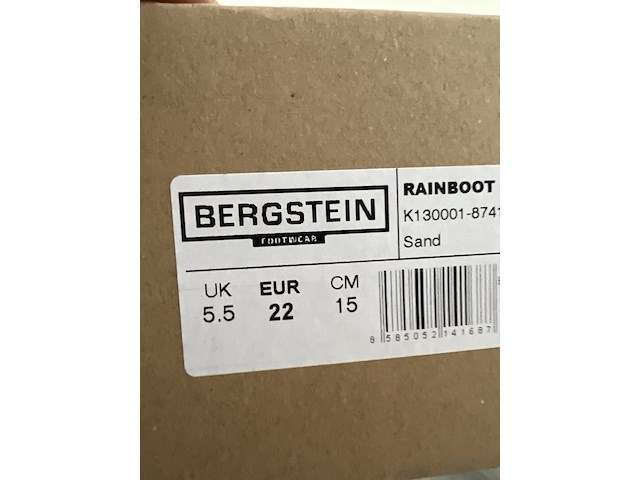 BERGSTEIN
FOOTWEAR
RAINBOOT
K130001-8741
Sand
UK EUR CM
5.5 22 15
8 585052 141687